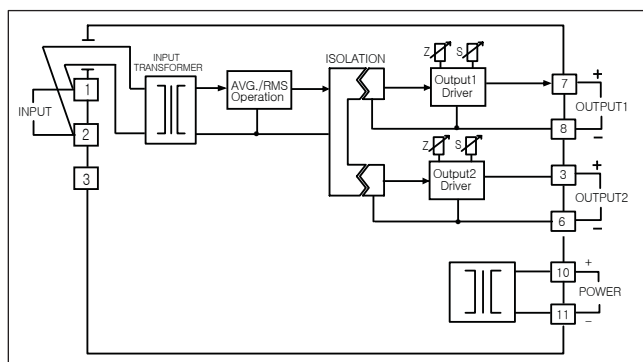 INPUT
TRANSFORMER
ISOLATION
Z
S
1
AVG./RMS
Operation
Output1
Driver
7
+
INPUT
OUTPUT1
2
8
−
Z
S
3
Output2
Driver
3
+
OUTPUT2
6
−
10
+
POWER
11
−